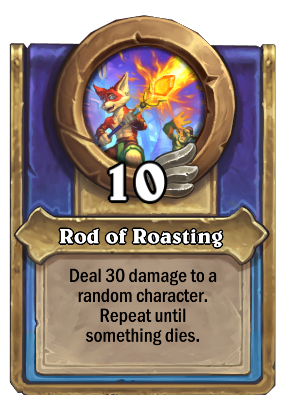 10
Rod of Roasting
Deal 30 damage to a
random character.
Repeat until
something dies.